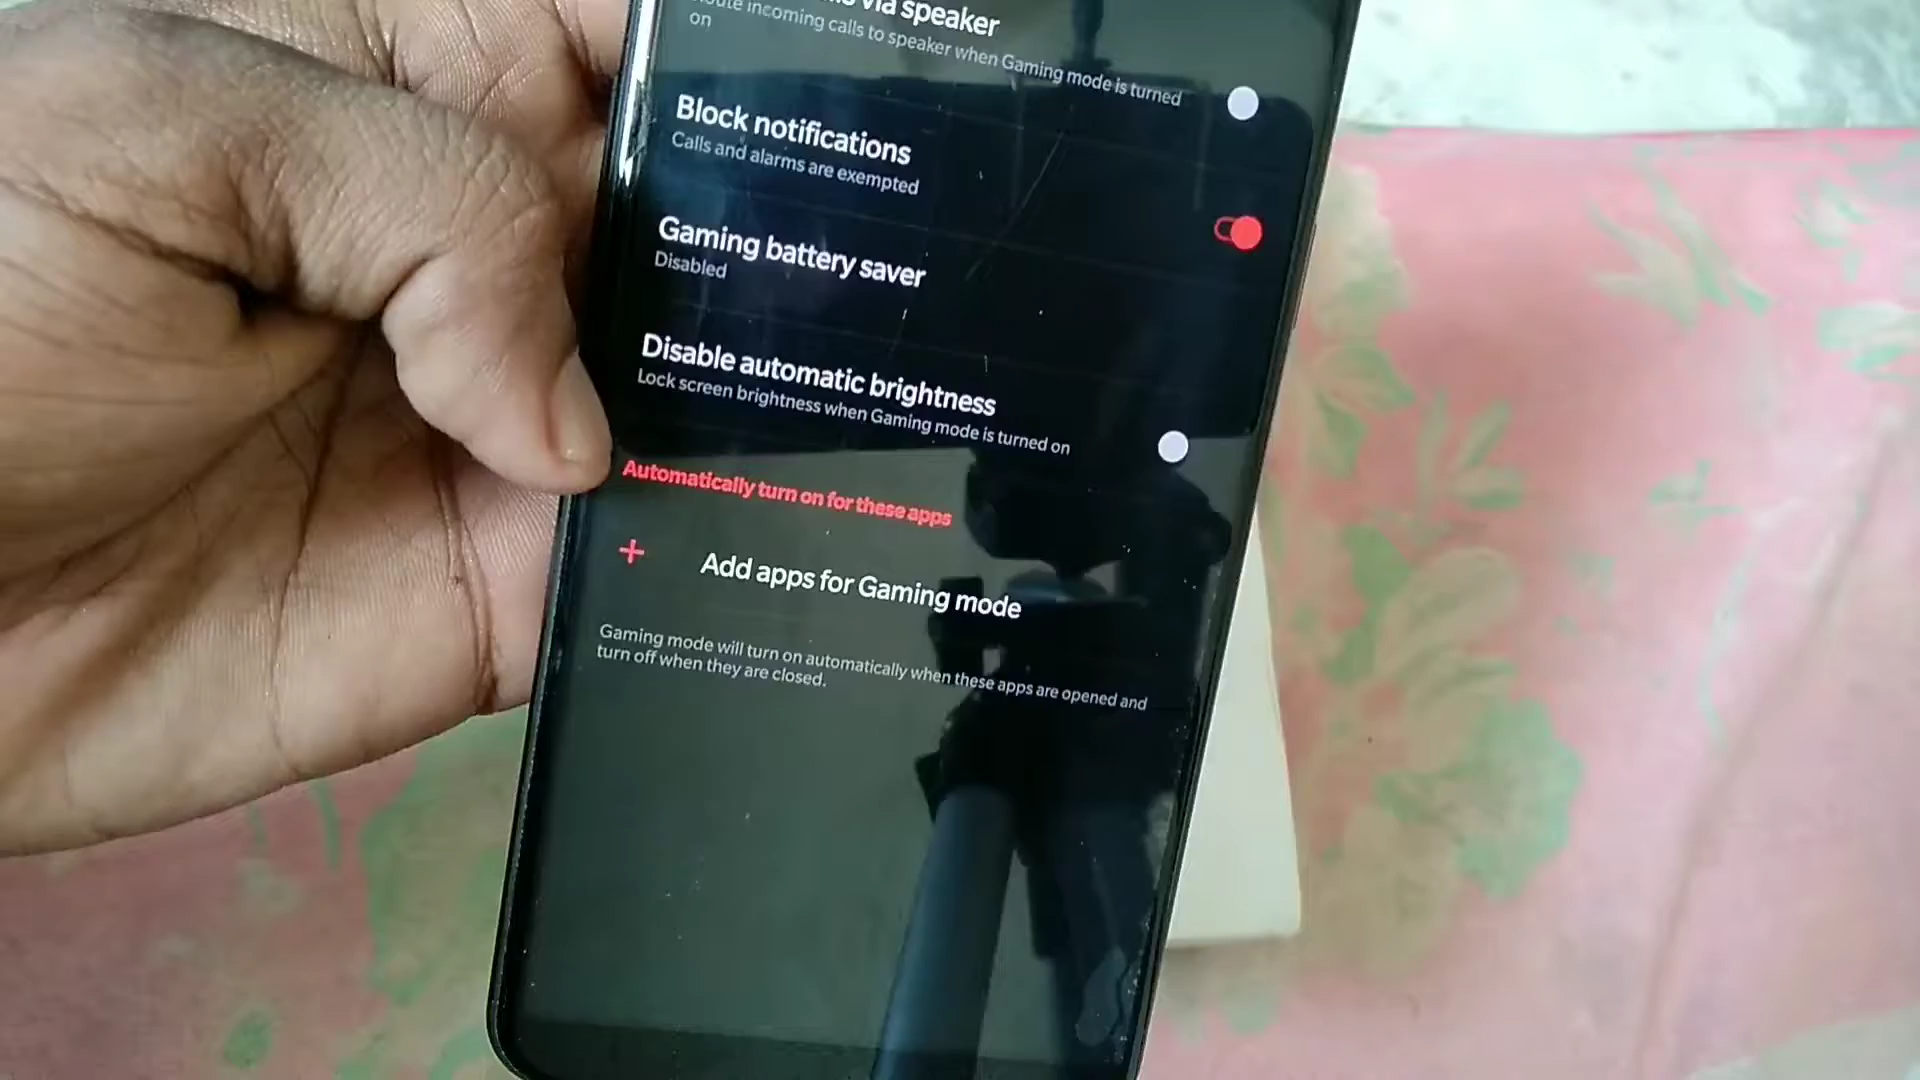 via speaker
incoming calls to speaker when Gaming mode is turned
on
Block notifications
Calls and alarms are exempted
Gaming battery saver
Disabled
Disable automatic brightness
Lock screen brightness when Gaming mode is turned on
Automatically turn on for these apps
+ Add apps for Gaming mode
Gaming mode will turn on automatically when these apps are opened and
turn off when they are closed.